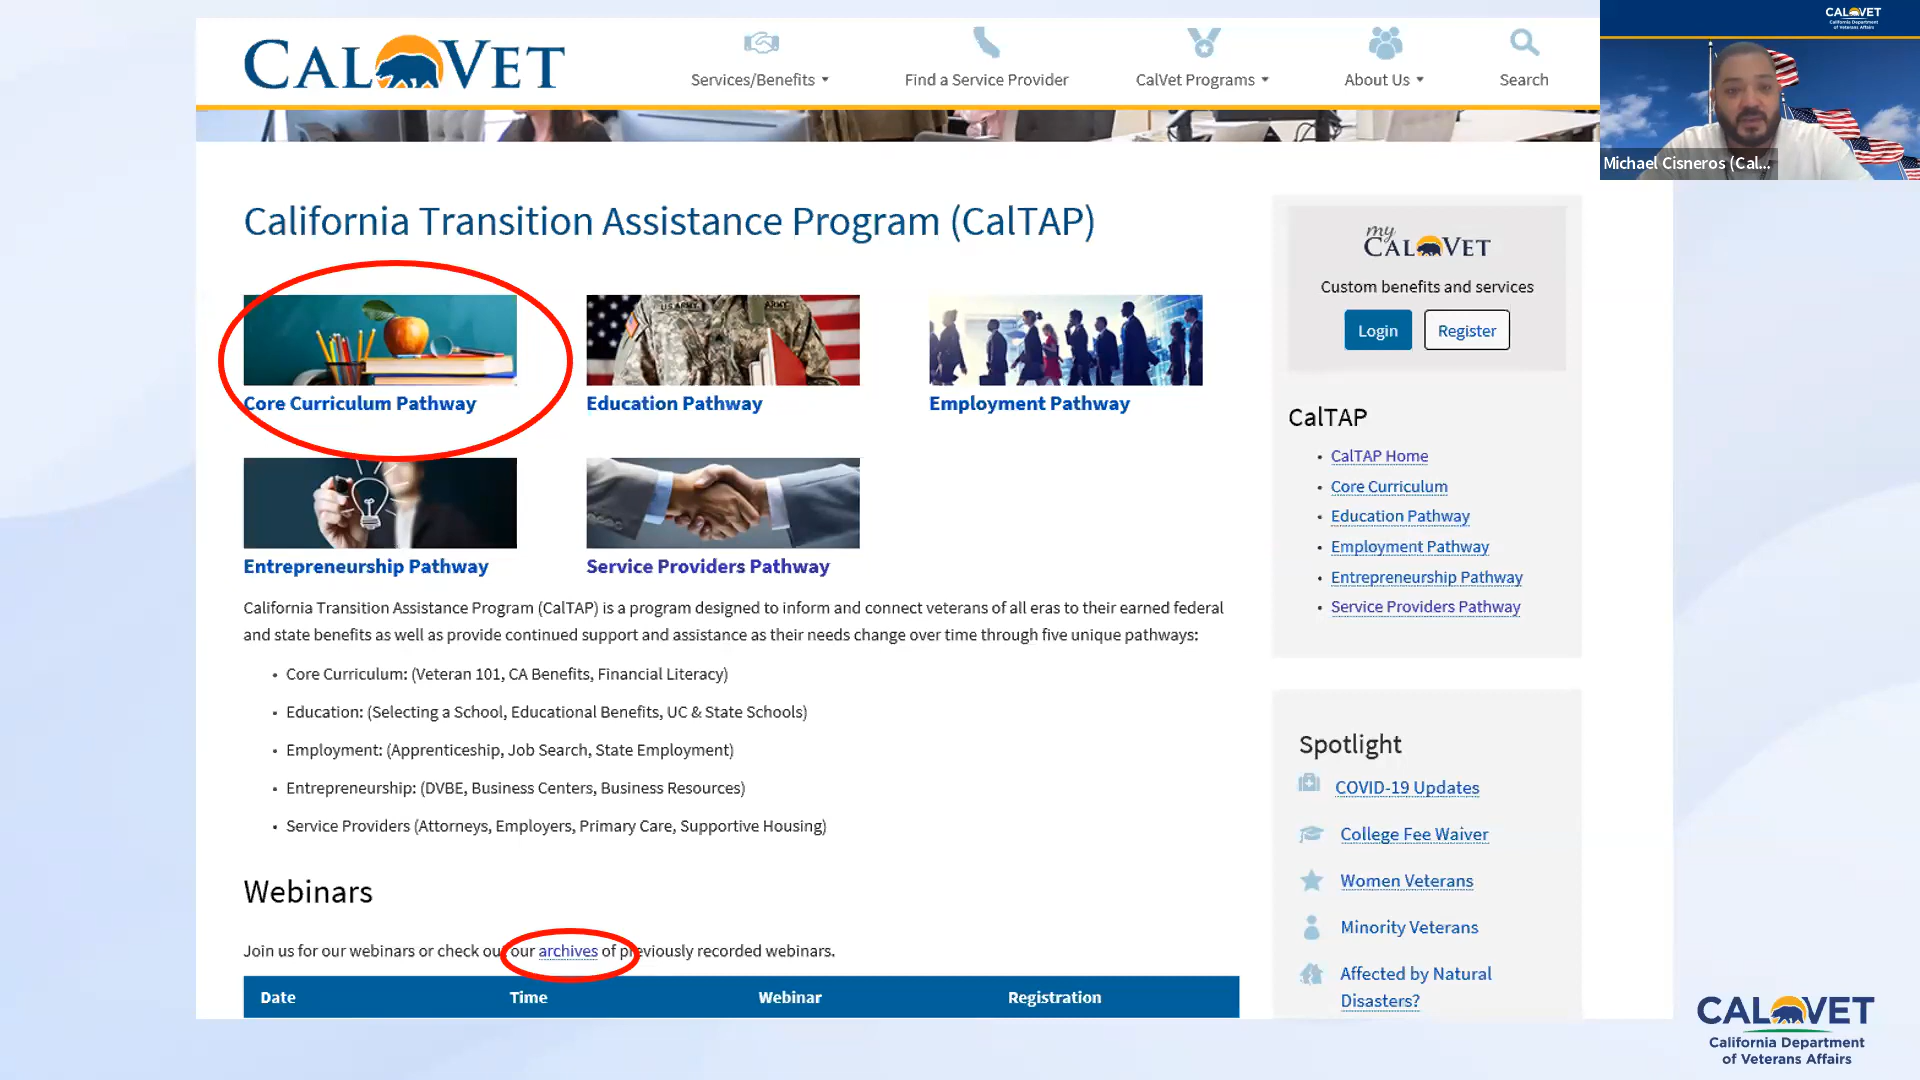 CALVET
Services/Benefits
Find a Service Provider
CalVet Programs
About Us
Search
CALVET
California Department
of Veterans Affairs
Michael Cisneros (Cal...
California Transition Assistance Program (CalTAP)
U.S. ARMY
ARMY
Core Curriculum Pathway
Education Pathway
Employment Pathway
Entrepreneurship Pathway
Service Providers Pathway
California Transition Assistance Program (CalTAP) is a program designed to inform and connect veterans of all eras to their earned federal
and state benefits as well as provide continued support and assistance as their needs change over time through five unique pathways:
• Core Curriculum: (Veteran 101, CA Benefits, Financial Literacy)
• Education: (Selecting a School, Educational Benefits, UC & State Schools)
• Employment: (Apprenticeship, Job Search, State Employment)
• Entrepreneurship: (DVBE, Business Centers, Business Resources)
• Service Providers (Attorneys, Employers, Primary Care, Supportive Housing)
Webinars
Join us for our webinars or check out our archives of previously recorded webinars.
Date
Time
Webinar
Registration
my
CALVET
Custom benefits and services
Login
Register
CalTAP
• CalTAP Home
• Core Curriculum
• Education Pathway
• Employment Pathway
• Entrepreneurship Pathway
• Service Providers Pathway
Spotlight
COVID-19 Updates
College Fee Waiver
Women Veterans
Minority Veterans
Affected by Natural
Disasters?
CALVET
California Department
of Veterans Affairs